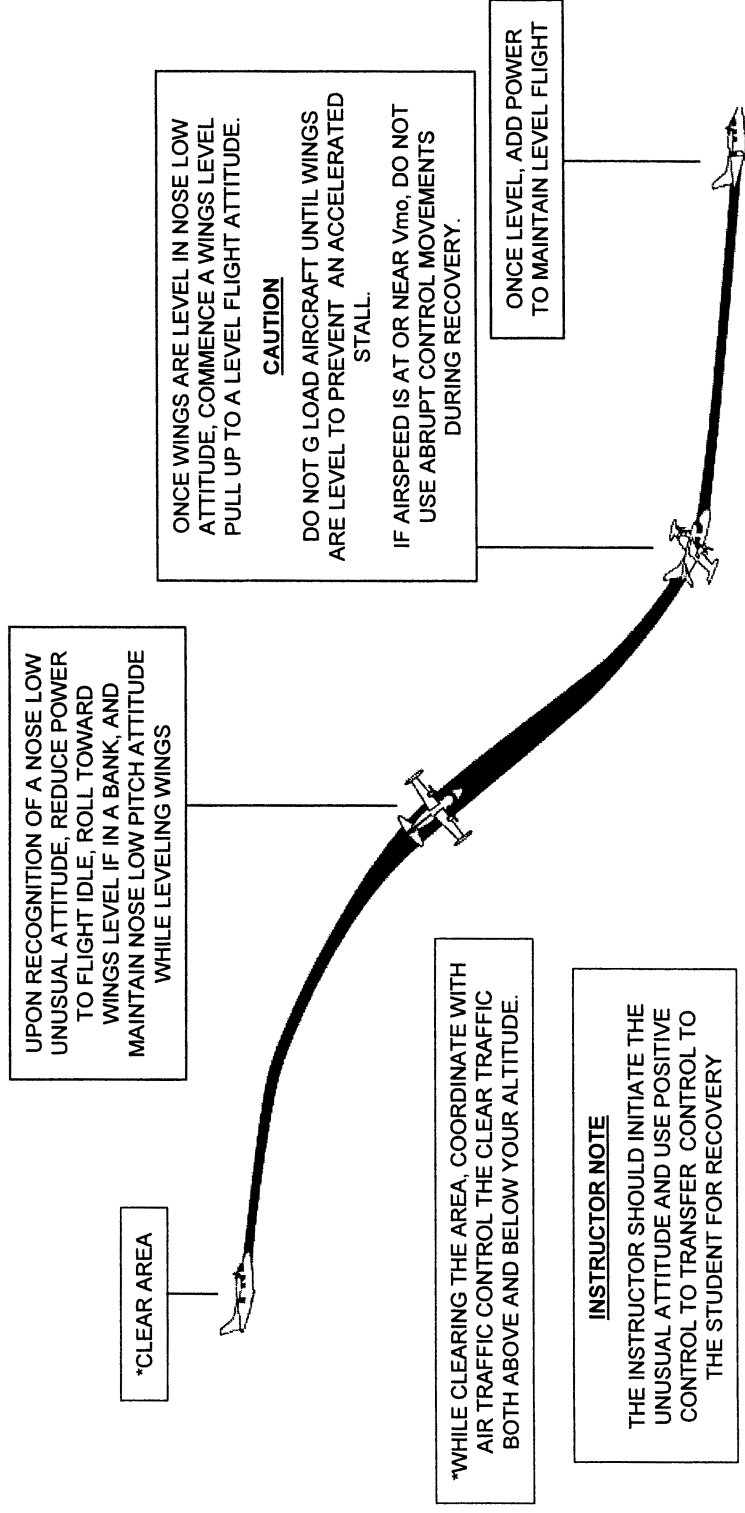 *CLEAR AREA
UPON RECOGNITION OF A NOSE LOW
UNUSUAL ATTITUDE, REDUCE POWER
TO FLIGHT IDLE, ROLL TOWARD
WINGS LEVEL IF IN A BANK, AND
MAINTAIN NOSE LOW PITCH ATTITUDE
WHILE LEVELING WINGS
ONCE WINGS ARE LEVEL IN NOSE LOW
ATTITUDE, COMMENCE A WINGS LEVEL
PULL UP TO A LEVEL FLIGHT ATTITUDE.
CAUTION
DO NOT G LOAD AIRCRAFT UNTIL WINGS
ARE LEVEL TO PREVENT AN ACCELERATED
STALL.
IF AIRSPEED IS AT OR NEAR Vmo, DO NOT
USE ABRUPT CONTROL MOVEMENTS
DURING RECOVERY.
ONCE LEVEL, ADD POWER
TO MAINTAIN LEVEL FLIGHT
*WHILE CLEARING THE AREA, COORDINATE WITH
AIR TRAFFIC CONTROL THE CLEAR TRAFFIC
BOTH ABOVE AND BELOW YOUR ALTITUDE.
INSTRUCTOR NOTE
THE INSTRUCTOR SHOULD INITIATE THE
UNUSUAL ATTITUDE AND USE POSITIVE
CONTROL TO TRANSFER CONTROL TO
THE STUDENT FOR RECOVERY